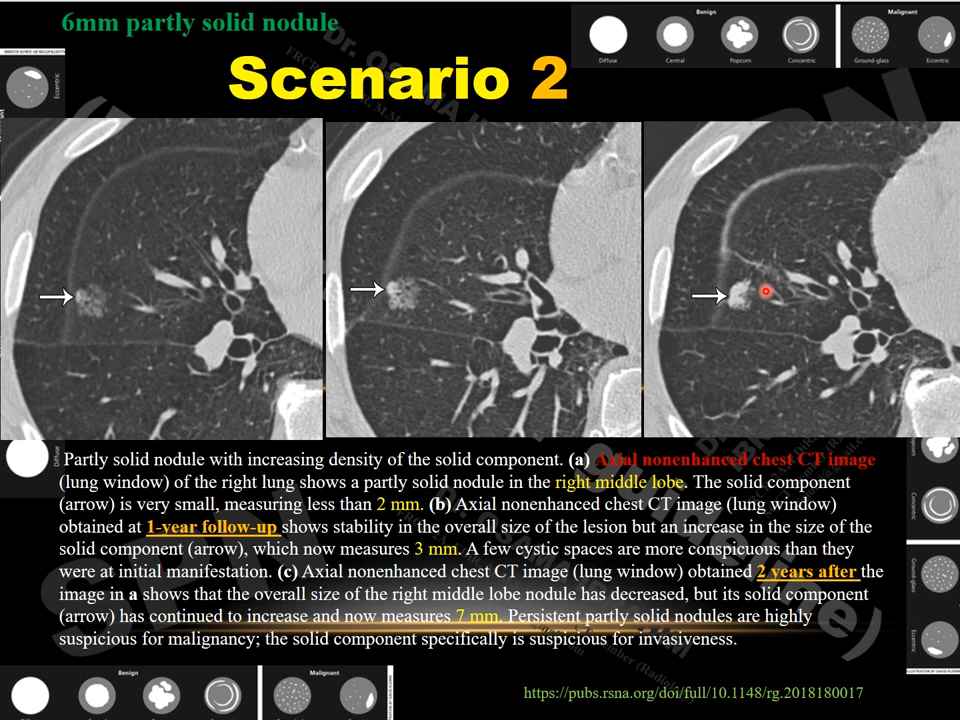 6mm partly solid nodule
Scenario 2
Benign
Malignant
Diffuse
Central
Popcorn
Concentric
Ground-glass
Eccentric
Eccentric
Partly solid nodule with increasing density of the solid component. (a) Axial nonenhanced chest CT image
(lung window) of the right lung shows a partly solid nodule in the right middle lobe. The solid component
(arrow) is very small, measuring less than 2 mm. (b) Axial nonenhanced chest CT image (lung window)
obtained at 1-year follow-up shows stability in the overall size of the lesion but an increase in the size of the
solid component (arrow), which now measures 3 mm. A few cystic spaces are more conspicuous than they
were at initial manifestation. (c) Axial nonenhanced chest CT image (lung window) obtained 2 years after the
image in a shows that the overall size of the right middle lobe nodule has decreased, but its solid component
(arrow) has continued to increase and now measures 7 mm. Persistent partly solid nodules are highly
suspicious for malignancy; the solid component specifically is suspicious for invasiveness.
Diffuse
Concentric
Ground-glass
Eccentric
Benign
Malignant
https://pubs.rsna.org/doi/full/10.1148/rg.2018180017